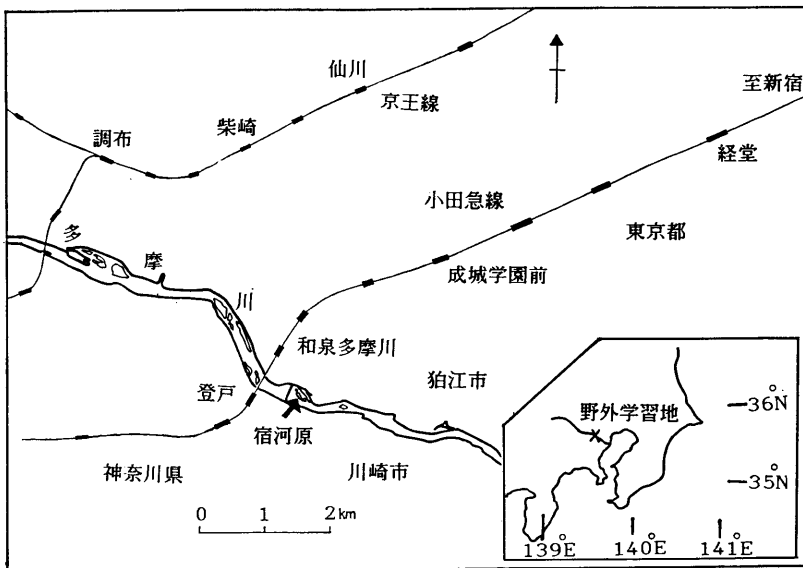 仙川
京王線
至新宿
調布
柴崎
経堂
小田急線
東京都
多
摩
川
成城学園前
和泉多摩川
狛江市
登戸
宿河原
神奈川県
川崎市
0 1 2km
野外学習地
36°N
35°N
139°E 140°E 141°E